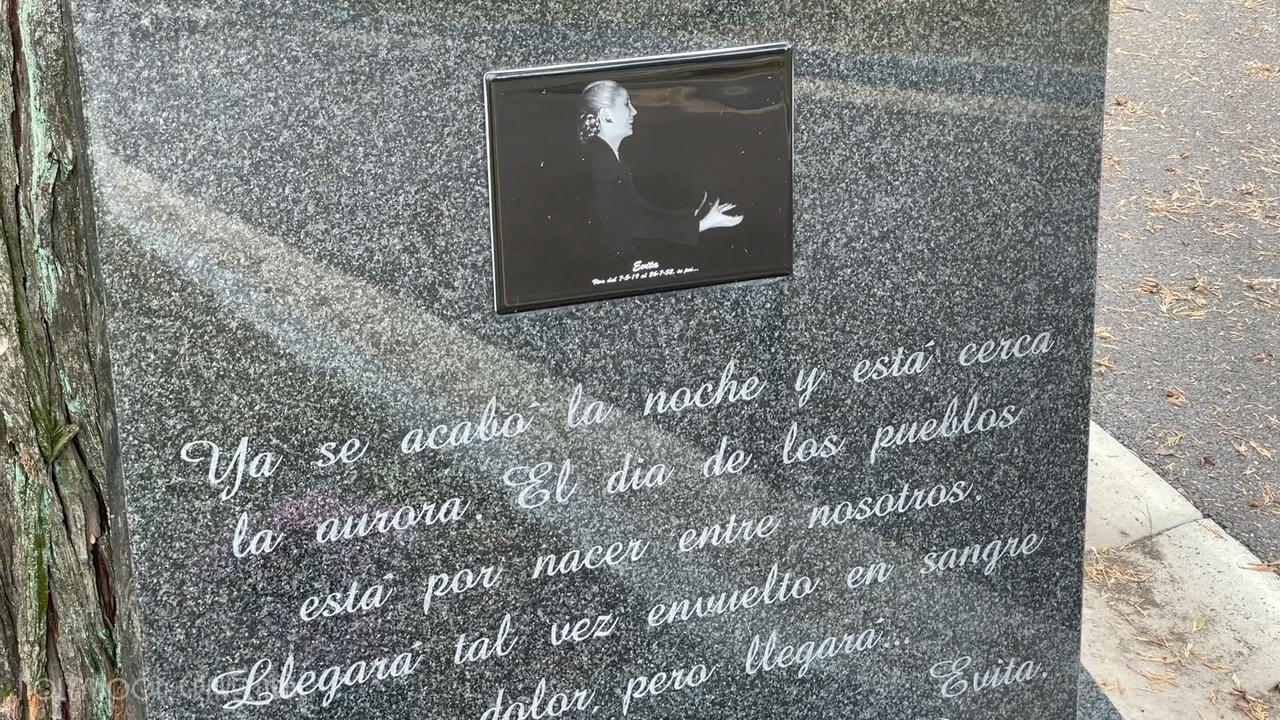 Evita
Ya se acabó la noche y está cerca
la aurora. El dia de los pueblos
está por nacer entre nosotros.
Llegará tal vez envuelto en sangre
dolor, pero llegará...
Evita.